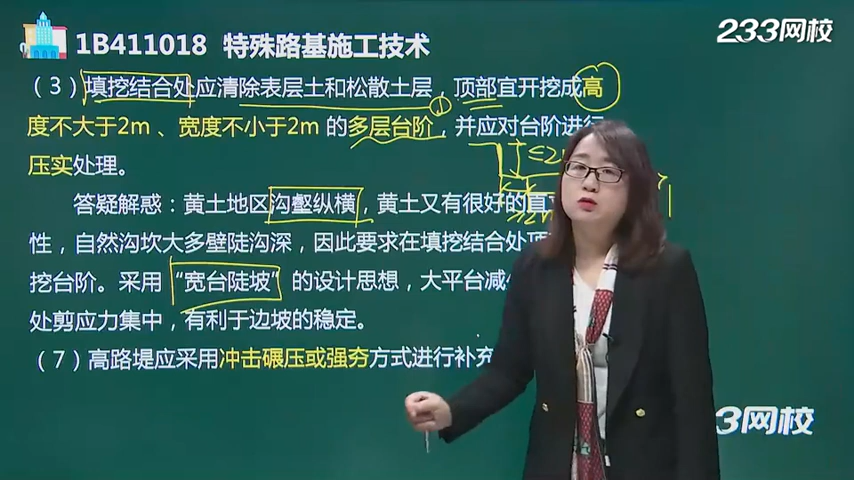 1B411018 特殊路基施工技术
233网校
（3）填挖结合处应清除表层土和松散土层，顶部宜开挖成高
度不大于2m 、宽度不小于2m 的多层台阶，并应对台阶进行
≤2
压实处理。
答疑解惑：黄土地区沟壑纵横，黄土又有很好的直立
性，自然沟坎大多壁陡沟深，因此要求在填挖结合处顶
挖台阶。采用“宽台陡坡”的设计思想，大平台减
处剪应力集中，有利于边坡的稳定。
（7）高路堤应采用冲击碾压或强夯方式进行补充
3网校